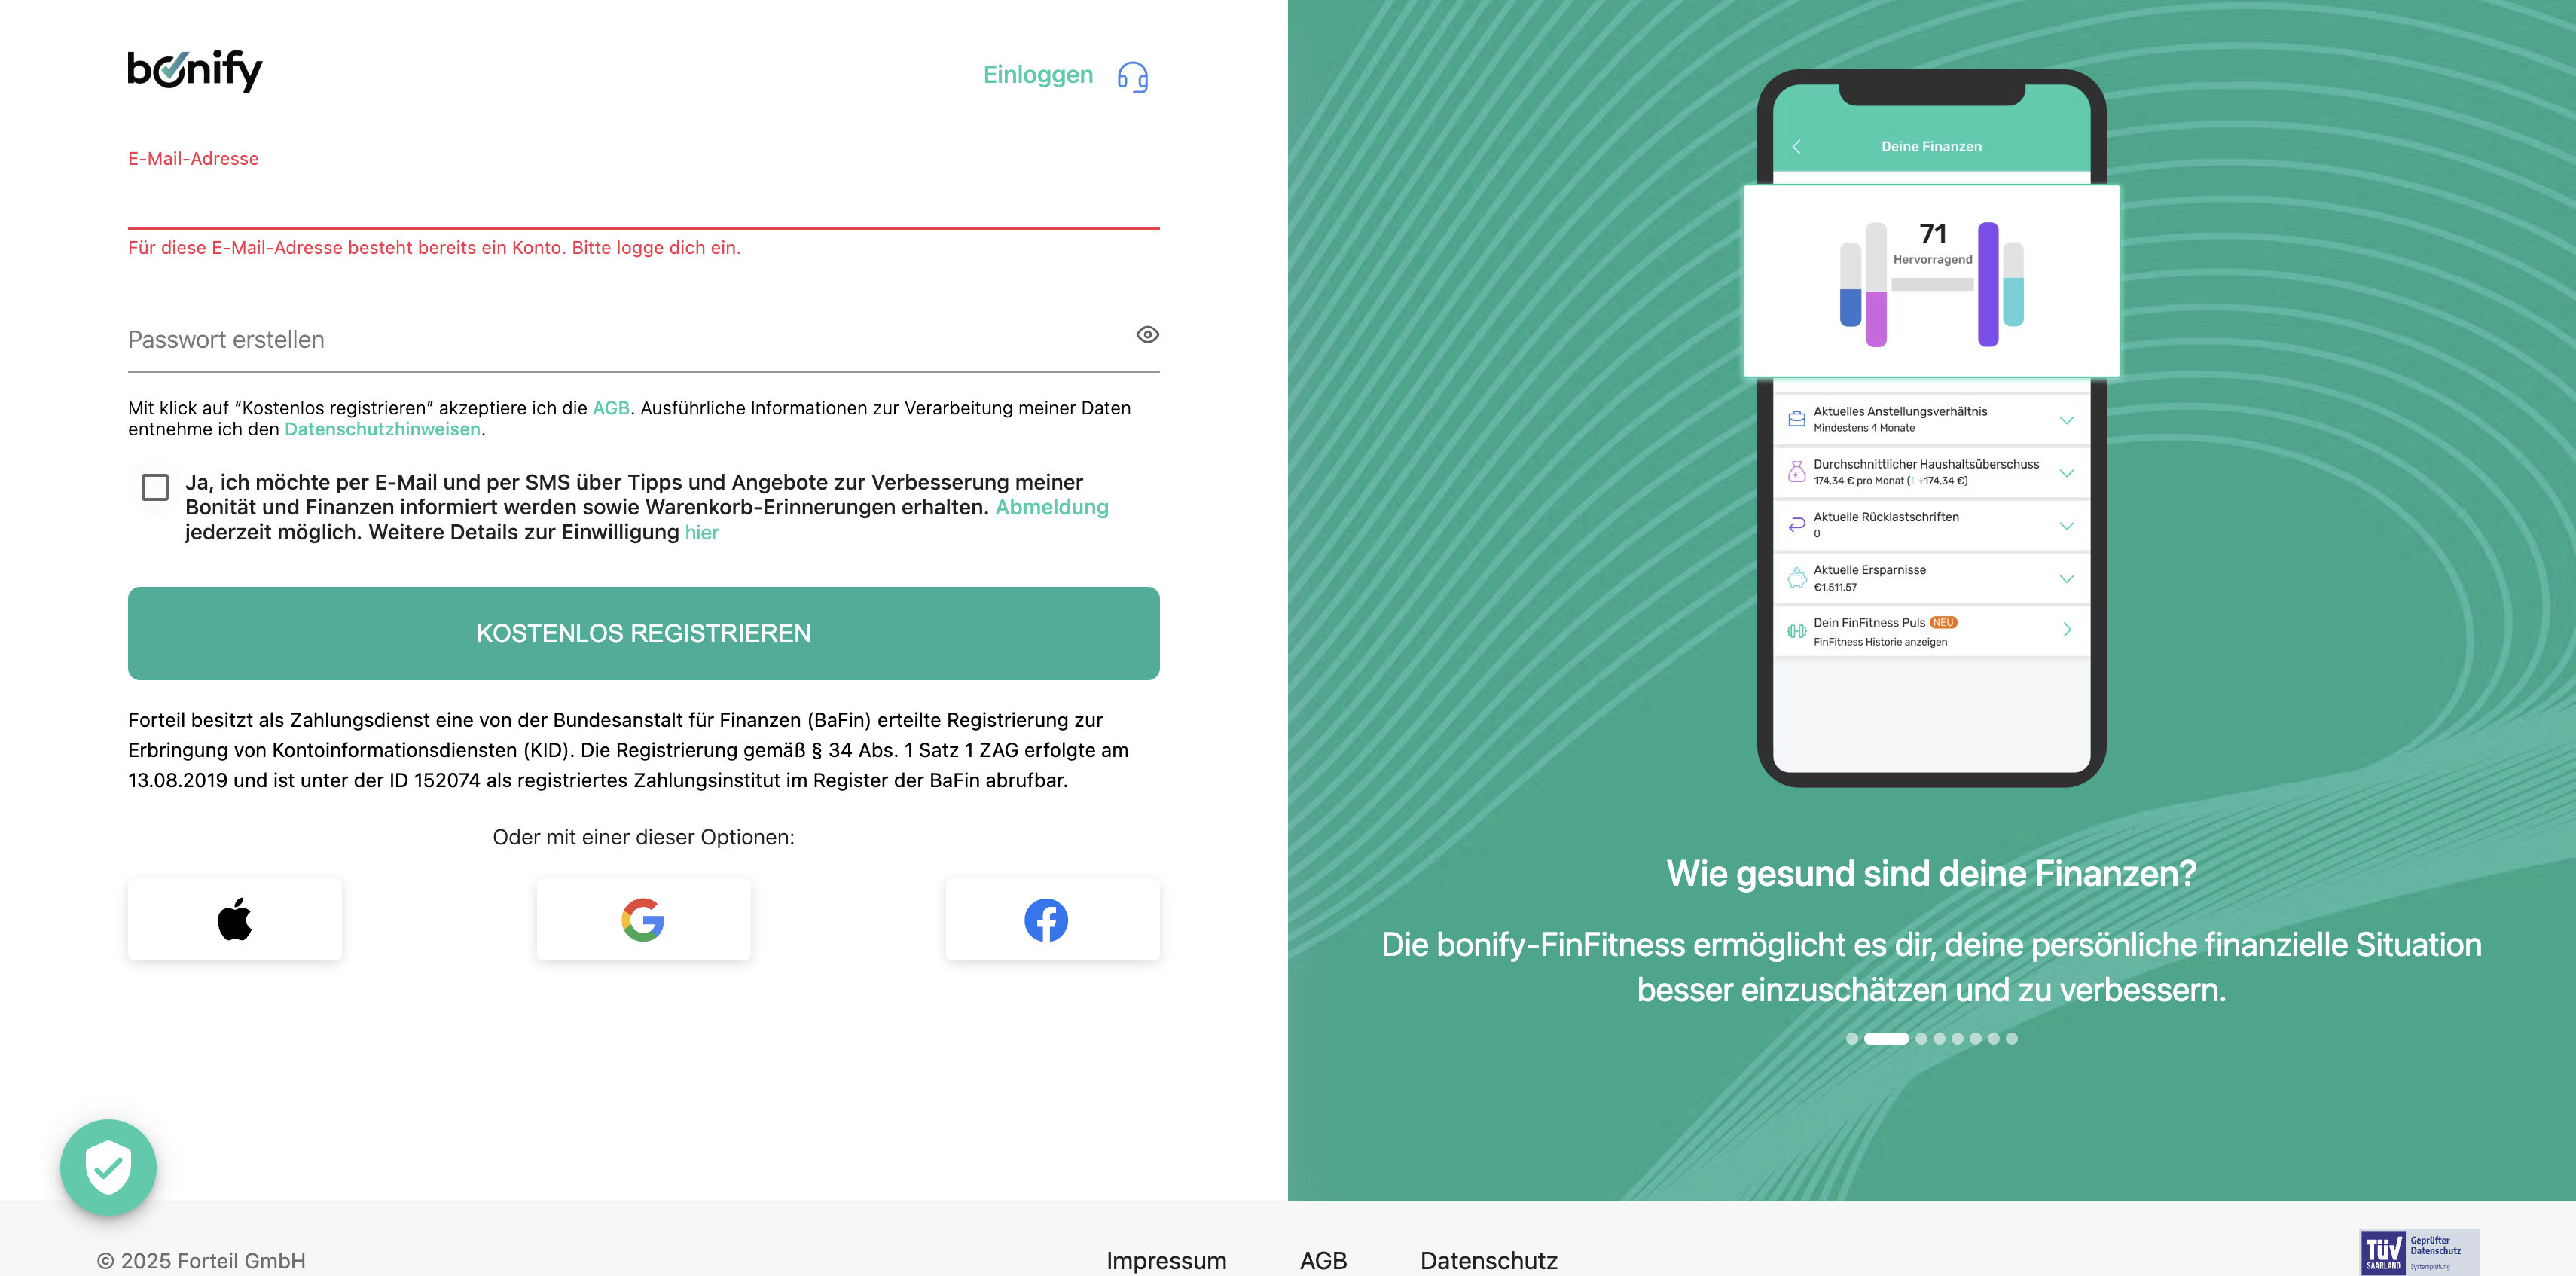 bonify
Einloggen
E-Mail-Adresse
Für diese E-Mail-Adresse besteht bereits ein Konto. Bitte logge dich ein.
Passwort erstellen
Mit klick auf “Kostenlos registrieren” akzeptiere ich die AGB. Ausführliche Informationen zur Verarbeitung meiner Daten
entnehme ich den Datenschutzhinweisen.
Ja, ich möchte per E-Mail und per SMS über Tipps und Angebote zur Verbesserung meiner
Bonität und Finanzen informiert werden sowie Warenkorb-Erinnerungen erhalten. Abmeldung
jederzeit möglich. Weitere Details zur Einwilligung hier
KOSTENLOS REGISTRIEREN
Forteil besitzt als Zahlungsdienst eine von der Bundesanstalt für Finanzen (BaFin) erteilte Registrierung zur
Erbringung von Kontoinformationsdiensten (KID). Die Registrierung gemäß § 34 Abs. 1 Satz 1 ZAG erfolgte am
13.08.2019 und ist unter der ID 152074 als registriertes Zahlungsinstitut im Register der BaFin abrufbar.
Oder mit einer dieser Optionen:
Deine Finanzen
71
Hervorragend
Aktuelles Anstellungsverhältnis
Mindestens 4 Monate
Durchschnittlicher Haushaltsüberschuss
174,34 € pro Monat (↑ +174,34 €)
Aktuelle Rücklastschriften
0
Aktuelle Ersparnisse
€1,511.57
Dein FinFitness Puls NEU
FinFitness Historie anzeigen
Wie gesund sind deine Finanzen?
Die bonify-FinFitness ermöglicht es dir, deine persönliche finanzielle Situation
besser einzuschätzen und zu verbessern.
© 2025 Forteil GmbH
Impressum
AGB
Datenschutz
TÜV
SAARLAND
Geprüfter
Datenschutz
Systemprüfung